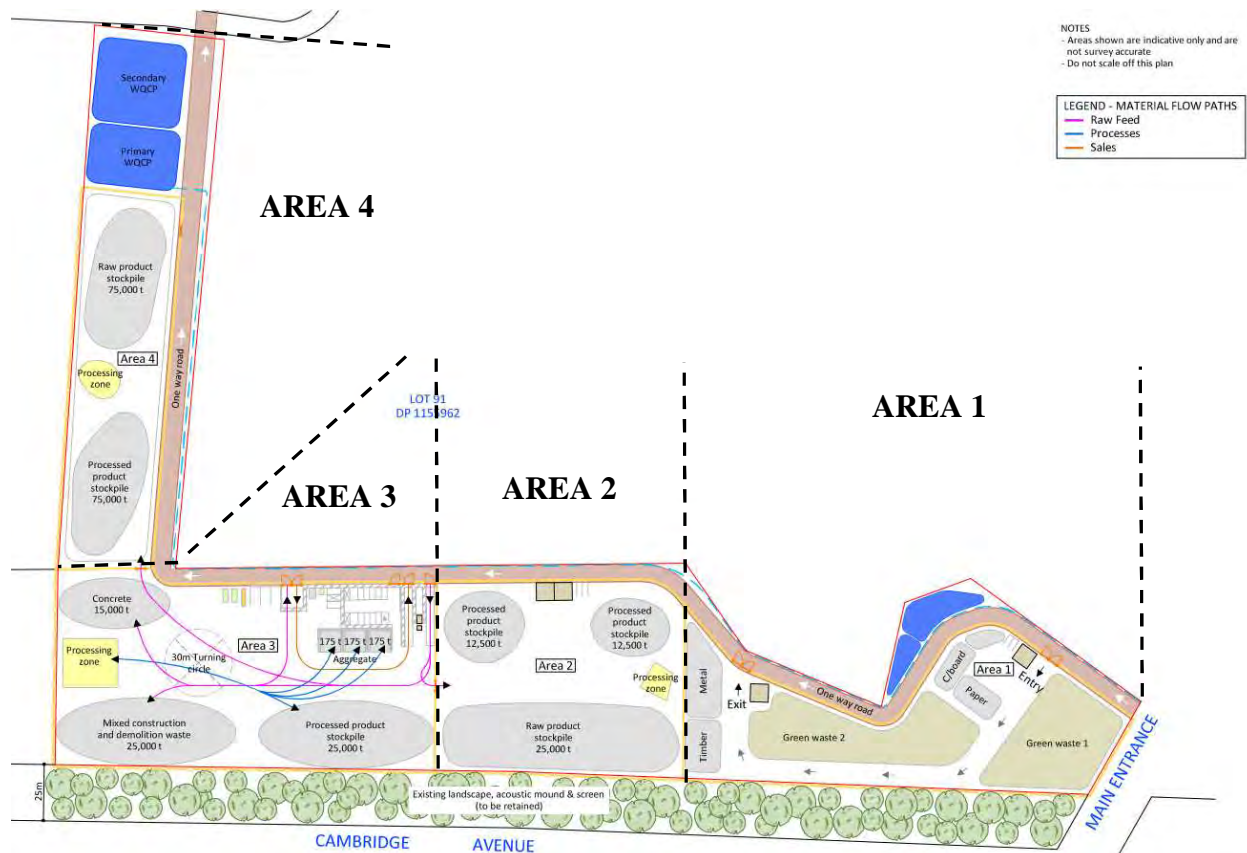 NOTES
- Areas shown are indicative only and are
not survey accurate
- Do not scale off this plan
LEGEND - MATERIAL FLOW PATHS
Raw Feed
Processes
Sales
Secondary
WQCP
Primary
WQCP
AREA 4
Raw product
stockpile
75,000 t
Area 4
Processing
zone
One way road
Processed
product
stockpile
75,000 t
LOT 91
AREA 1
AREA 3
AREA 2
Concrete
15,000 t
Processing
zone
30m Turning
circle
Area 3
175 t
175 t
175 t
Aggregate
Mixed construction
and demolition waste
25,000 t
Processed product
stockpile
25,000 t
Processed
product
stockpile
12,500 t
Processed
product
stockpile
12,500 t
Area 2
Processing
zone
Raw product
stockpile
25,000 t
Metal
Timber
Exit
One way road
Green waste 2
C/board
Area 1
Paper
Entry
Green waste 1
MAIN ENTRANCE
25m
Existing landscape, acoustic mound & screen
(to be retained)
CAMBRIDGE AVENUE